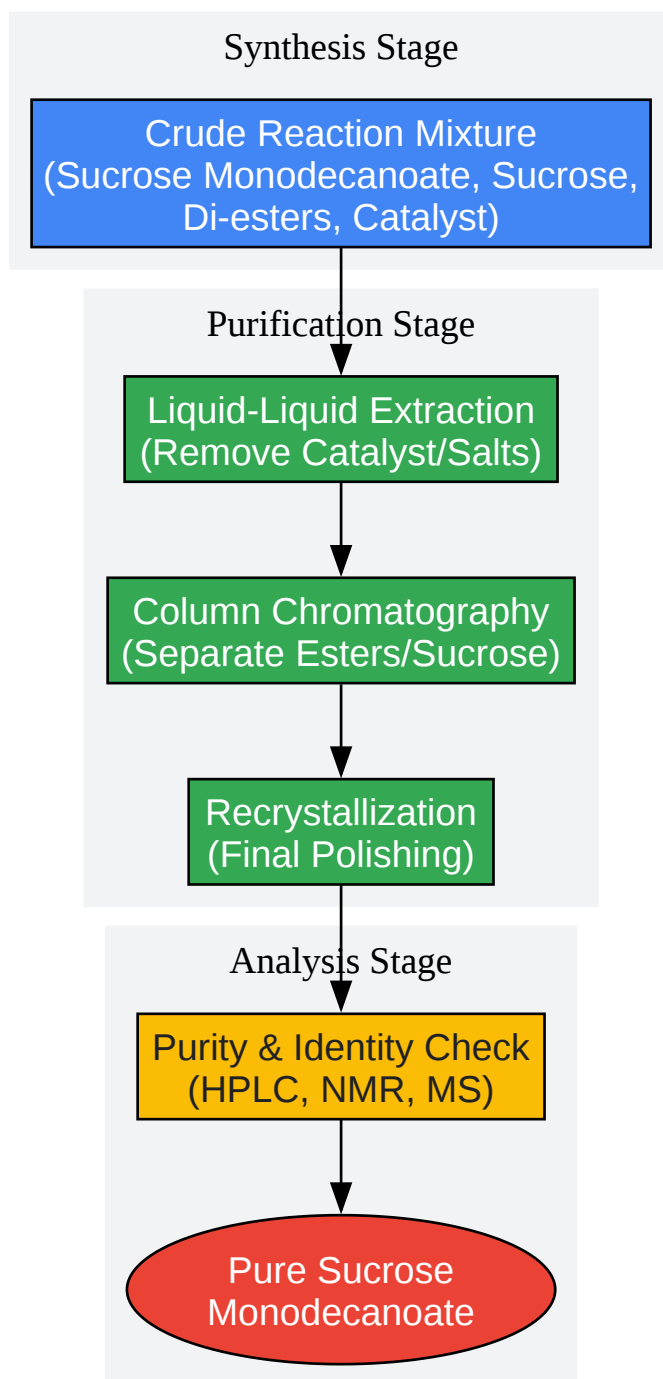 Synthesis Stage
Crude Reaction Mixture
(Sucrose Monodecanoate, Sucrose,
Di-esters, Catalyst)
Purification Stage
Liquid-Liquid Extraction
(Remove Catalyst/Salts)
Column Chromatography
(Separate Esters/Sucrose)
Recrystallization
(Final Polishing)
Analysis Stage
Purity & Identity Check
(HPLC, NMR, MS)
Pure Sucrose
Monodecanoate